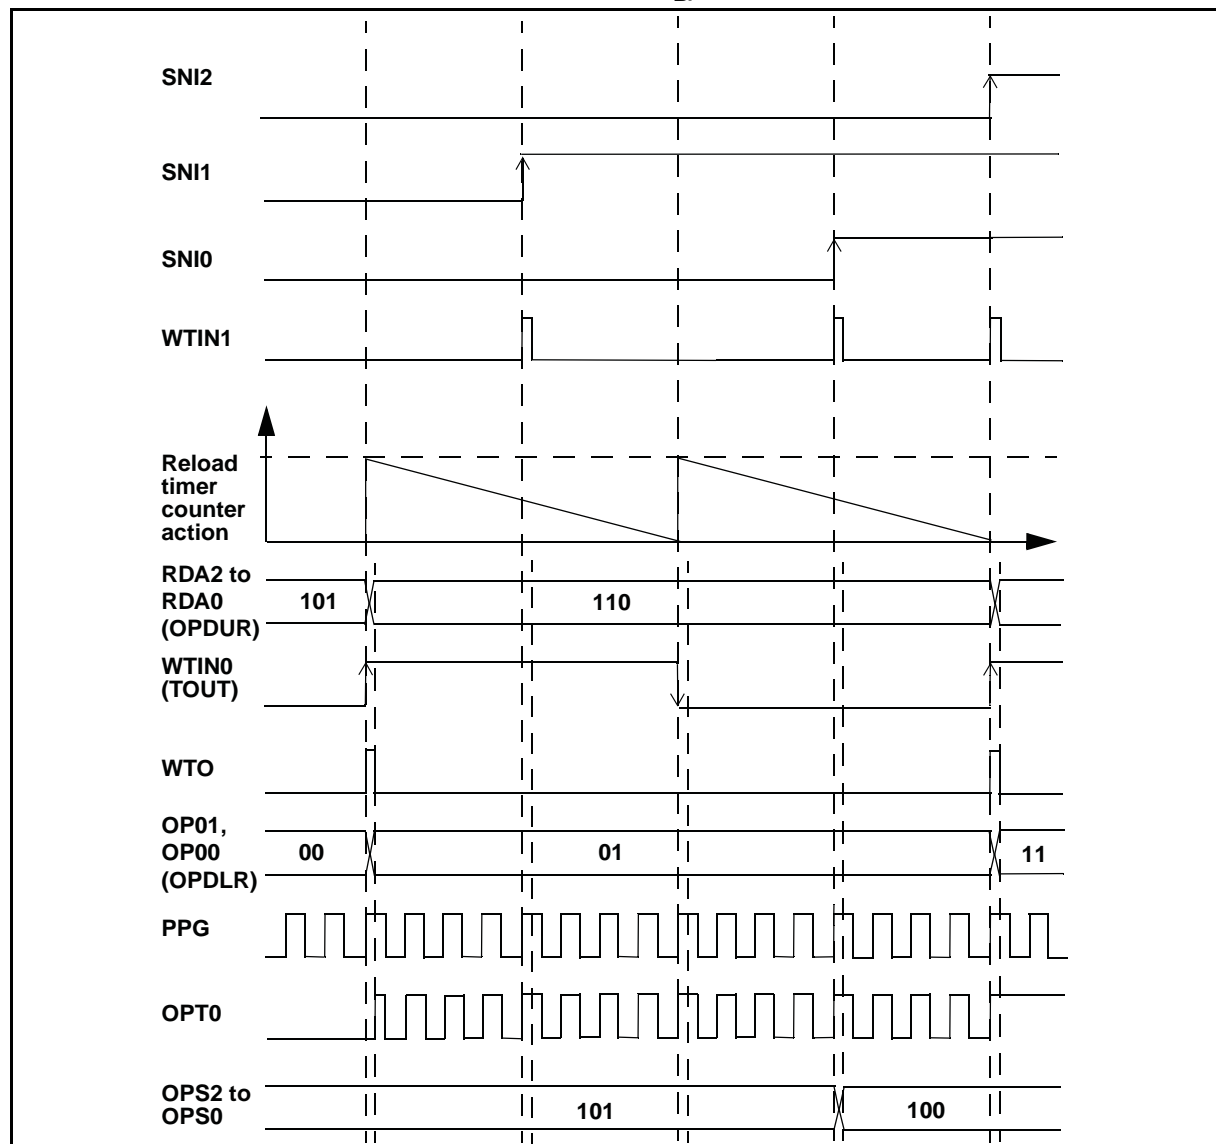 SNI2
SNI1
SNI0
WTIN1
Reload
timer
counter
action
RDA2 to
RDA0
(OPDUR)
101
110
WTIN0
(TOUT)
WTO
OP01,
OP00
(OPDLR)
00
01
11
PPG
OPT0
OPS2 to
OPS0
101
100